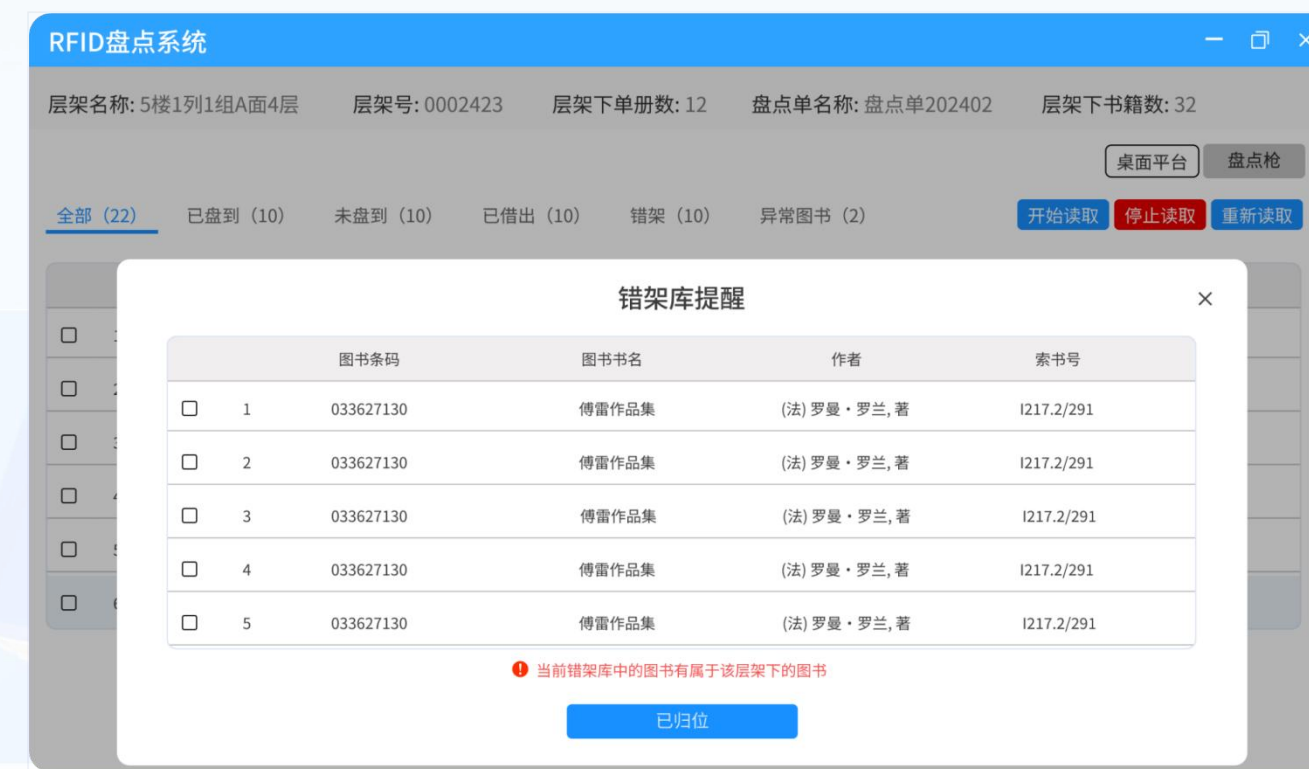 RFID盘点系统
层架名称: 5楼1列1组A面4层 层架号: 0002423 层架下单册数: 12 盘点单名称: 盘点单202402 层架下书籍数: 32
桌面平台 盘点枪
全部（22） 已盘到（10） 未盘到（10） 已借出（10） 错架（10） 异常图书（2） 开始读取 停止读取 重新读取
错架库提醒
图书条码 图书书名 作者 索书号
1 033627130 傅雷作品集 (法) 罗曼·罗兰, 著 I217.2/291
2 033627130 傅雷作品集 (法) 罗曼·罗兰, 著 I217.2/291
3 033627130 傅雷作品集 (法) 罗曼·罗兰, 著 I217.2/291
4 033627130 傅雷作品集 (法) 罗曼·罗兰, 著 I217.2/291
5 033627130 傅雷作品集 (法) 罗曼·罗兰, 著 I217.2/291
当前错架库中的图书有属于该层架下的图书
已归位